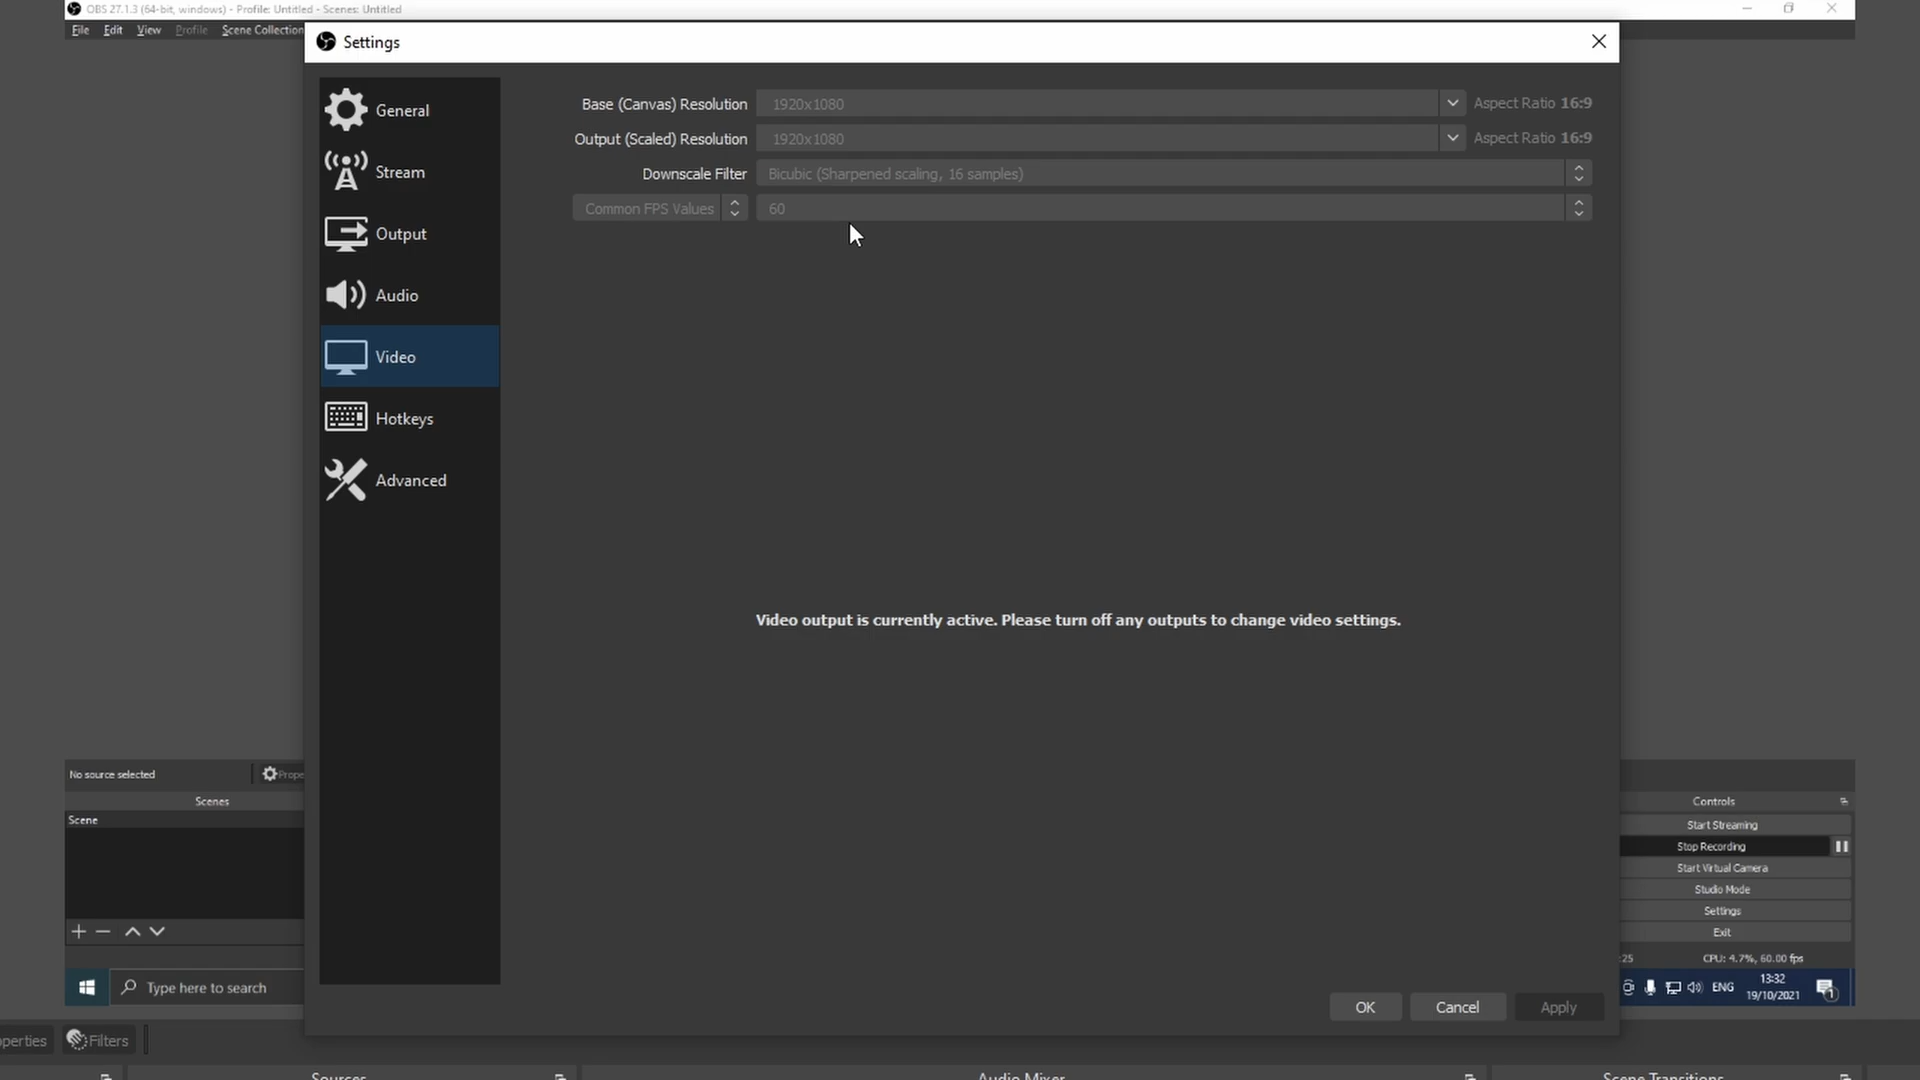 OBS 27.1.3 (64-bit, windows) - Profile: Untitled - Scenes: Untitled
File Edit View Profile Scene Collection
Settings
General
Stream
Output
Audio
Video
Hotkeys
Advanced
Base (Canvas) Resolution 1920x1080 Aspect Ratio 16:9
Output (Scaled) Resolution 1920x1080 Aspect Ratio 16:9
Downscale Filter Bicubic (Sharpened scaling, 16 samples)
Common FPS Values 60
Video output is currently active. Please turn off any outputs to change video settings.
No source selected
Prope
Scenes
Scene
Controls
Start Streaming
Stop Recording
Start Virtual Camera
Studio Mode
Settings
Exit
:25 CPU: 4.7%, 60.00 fps
Type here to search
ENG
13:32
19/10/2021
1
OK Cancel Apply
perties Filters
Sources
Audio Mixer
Scene Transitions